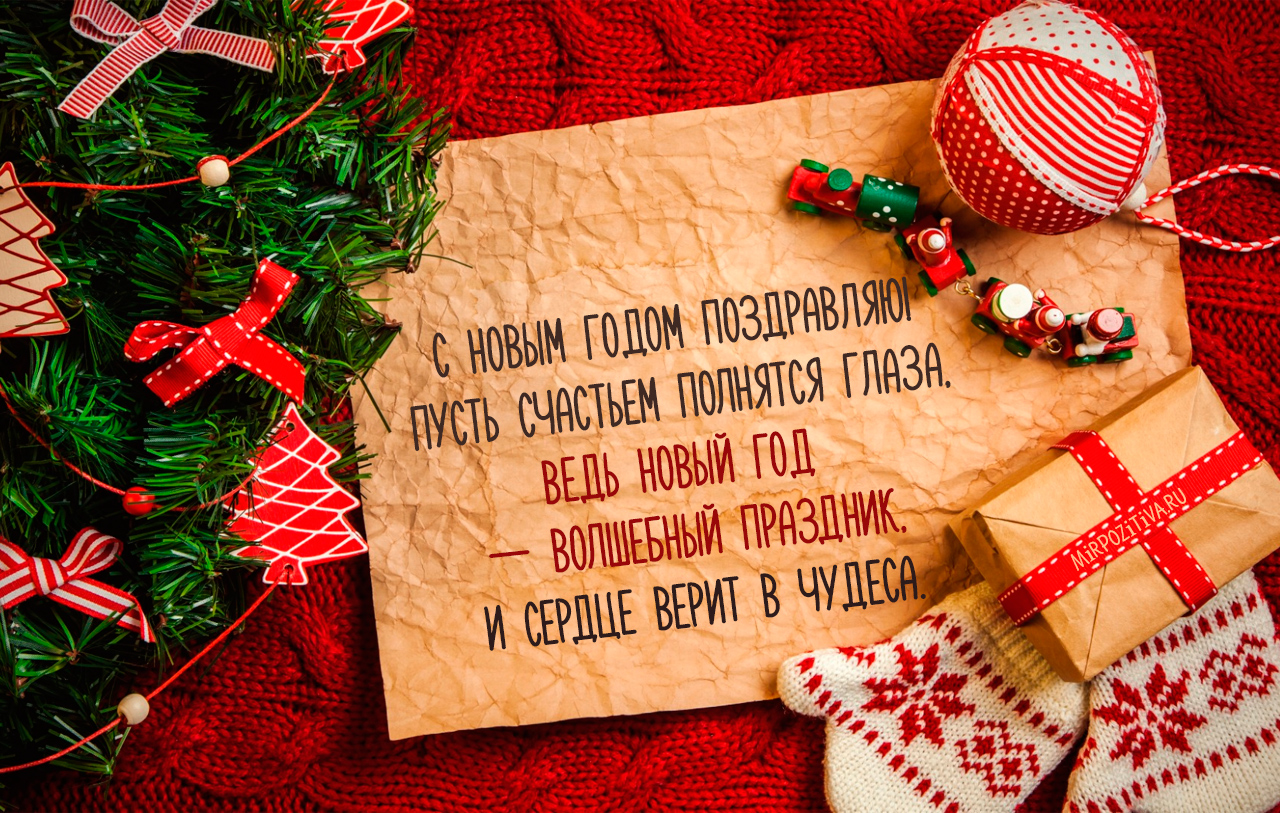 С НОВЫМ ГОДОМ ПОЗДРАВЛЯЮ!
ПУСТЬ СЧАСТЬЕМ ПОЛНЯТСЯ ГЛАЗА.
ВЕДЬ НОВЫЙ ГОД
— ВОЛШЕБНЫЙ ПРАЗДНИК.
И СЕРДЦЕ ВЕРИТ В ЧУДЕСА.
MiRPOZiTiVA.RU